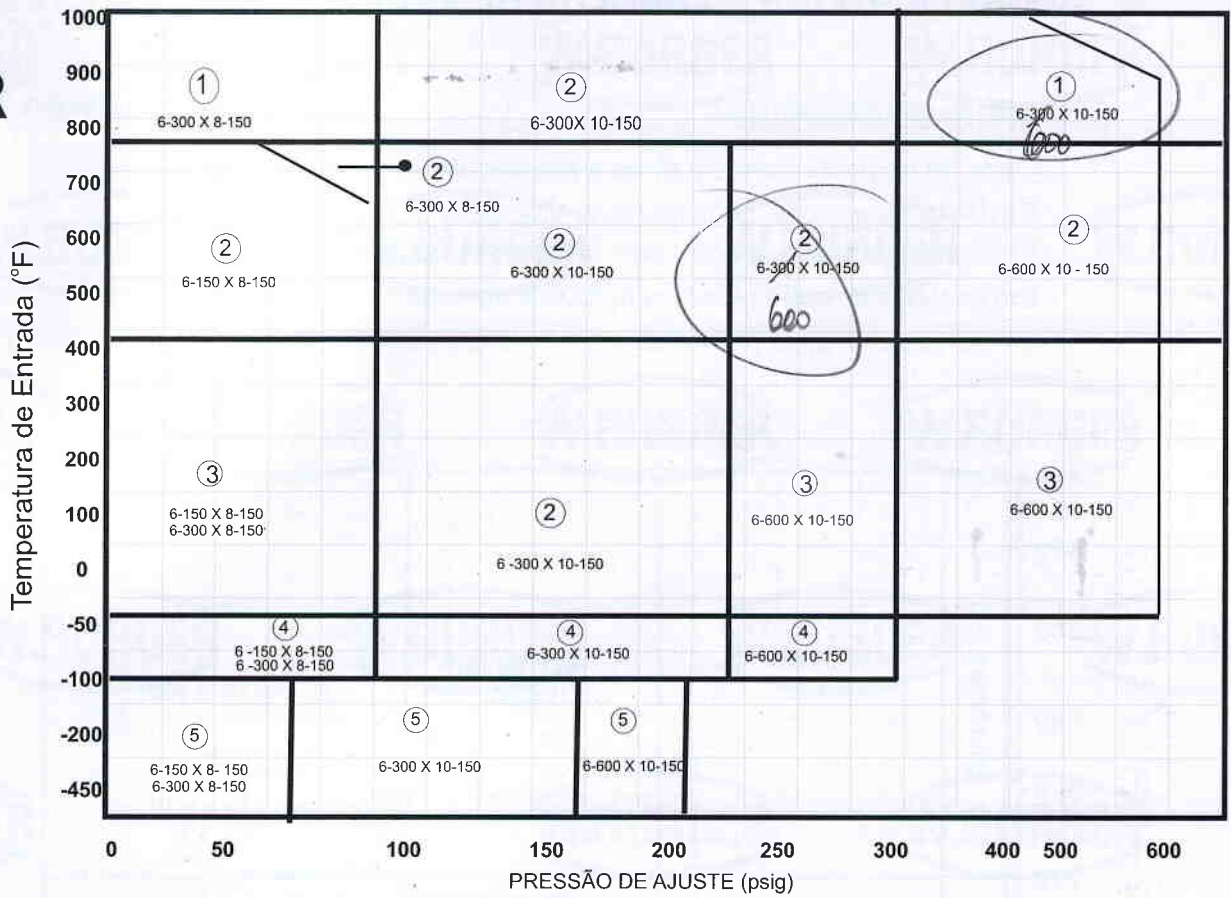 R
Temperatura de Entrada (°F)
1000
900
800
700
600
500
400
300
200
100
0
-50
-100
-200
-450
1
6-300 X 8-150
2
6-300X 10-150
1
6-300 X 10-150
600
2
6-300 X 8-150
2
6-150 X 8-150
2
6-300 X 10-150
2
6-300 X 10-150
600
2
6-600 X 10 - 150
3
6-150 X 8-150
6-300 X 8-150
2
6 -300 X 10-150
3
6-600 X 10-150
3
6-600 X 10-150
4
6 -150 X 8-150
6 -300 X 8-150
4
6-300 X 10-150
4
6-600 X 10-150
5
6-150 X 8- 150
6-300 X 8-150
5
6-300 X 10-150
5
6-600 X 10-150
0 50 100 150 200 250 300 400 500 600
PRESSÃO DE AJUSTE (psig)